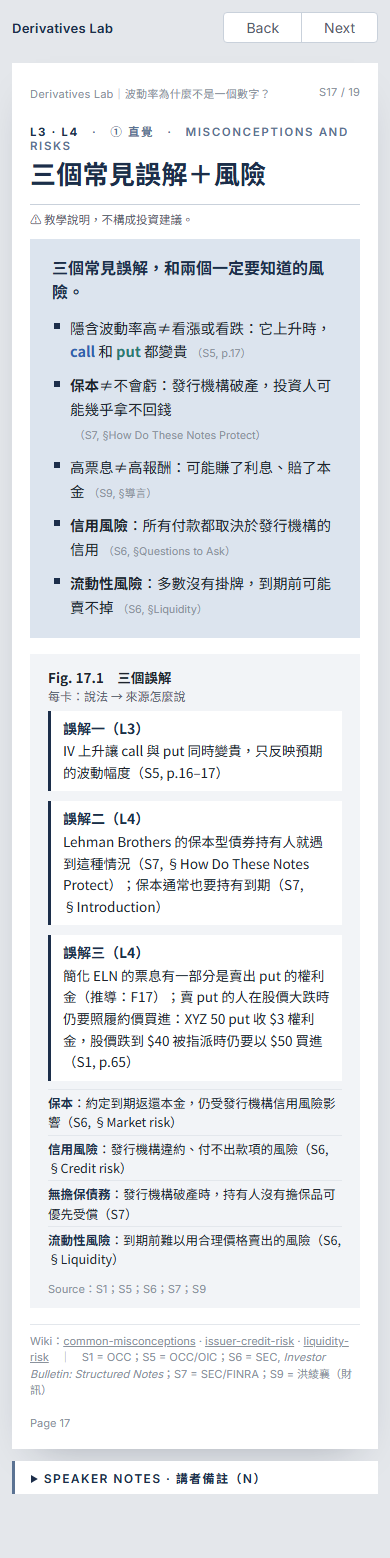 Derivatives Lab
Back
Next
Derivatives Lab｜波動率為什麼不是一個數字？
S17 / 19
L3 · L4 · ① 直覺 · MISCONCEPTIONS AND
RISKS
三個常見誤解＋風險
⚠ 教學說明，不構成投資建議。
三個常見誤解，和兩個一定要知道的風
險。
隱含波動率高≠看漲或看跌：它上升時，
call 和 put 都變貴 （S5, p.17）
保本≠不會虧：發行機構破產，投資人可
能幾乎拿不回錢
（S7, §How Do These Notes Protect）
高票息≠高報酬：可能賺了利息、賠了本
金 （S9, §導言）
信用風險：所有付款都取決於發行機構的
信用 （S6, §Questions to Ask）
流動性風險：多數沒有掛牌，到期前可能
賣不掉 （S6, §Liquidity）
Fig. 17.1　三個誤解
每卡：說法 → 來源怎麼說
誤解一（L3）
IV 上升讓 call 與 put 同時變貴，只反映預期
的波動幅度（S5, p.16–17）
誤解二（L4）
Lehman Brothers 的保本型債券持有人就遇
到這種情況（S7, §How Do These Notes
Protect）；保本通常也要持有到期（S7,
§Introduction）
誤解三（L4）
簡化 ELN 的票息有一部分是賣出 put 的權利
金（推導：F17）；賣 put 的人在股價大跌時
仍要照履約價買進：XYZ 50 put 收 $3 權利
金，股價跌到 $40 被指派時仍要以 $50 買進
（S1, p.65）
保本：約定到期返還本金，仍受發行機構信用風險影
響（S6, §Market risk）
信用風險：發行機構違約、付不出款項的風險（S6,
§Credit risk）
無擔保債務：發行機構破產時，持有人沒有擔保品可
優先受償（S7）
流動性風險：到期前難以用合理價格賣出的風險（S6,
§Liquidity）
Source：S1；S5；S6；S7；S9
Wiki：common-misconceptions · issuer-credit-risk · liquidity-
risk ｜ S1 = OCC；S5 = OCC/OIC；S6 = SEC, Investor
Bulletin: Structured Notes；S7 = SEC/FINRA；S9 = 洪綾襄（財
訊）
Page 17
▶ SPEAKER NOTES · 講者備註（N）